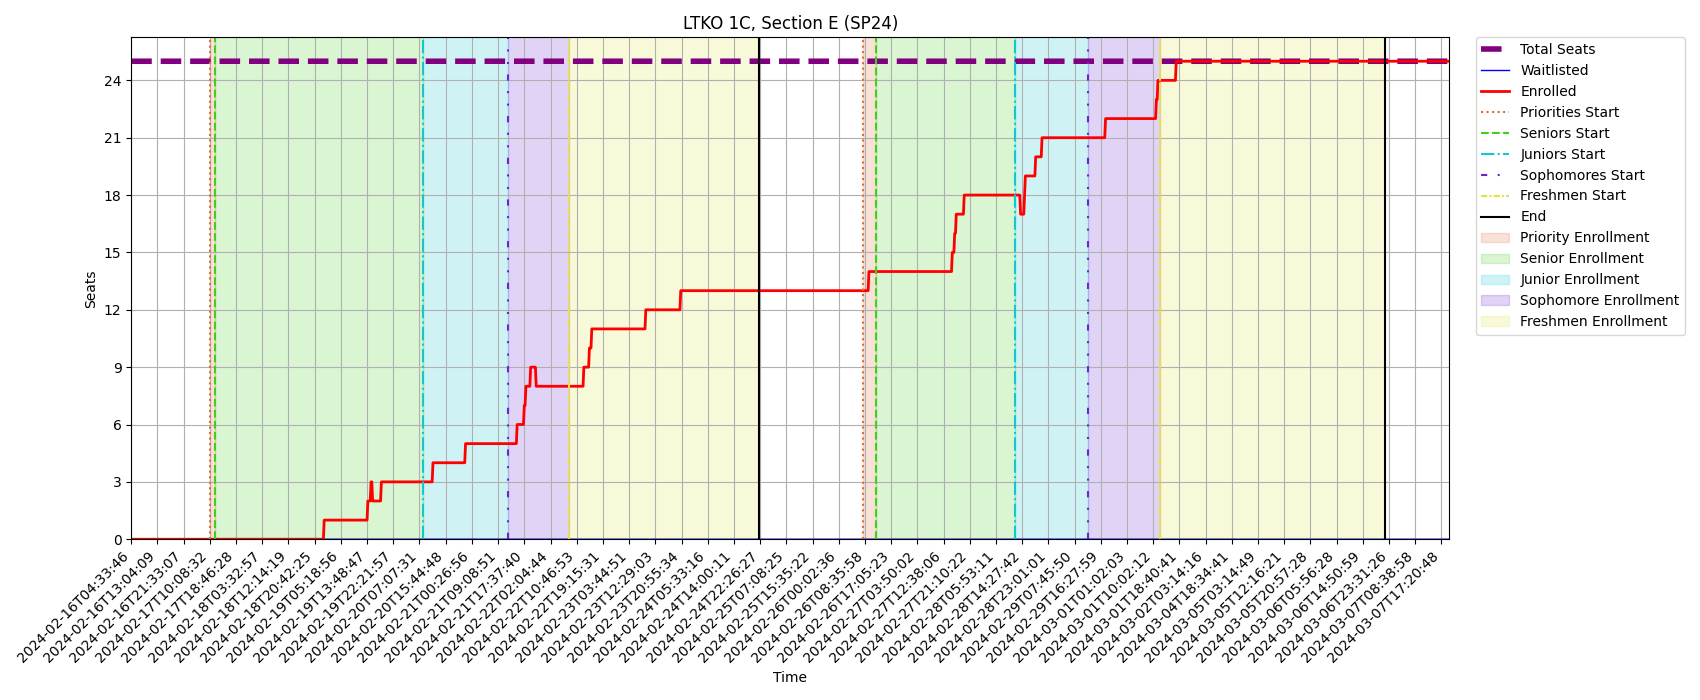 LTKO 1C, Section E (SP24)
Seats
24
21
18
15
12
9
6
3
0
2024-02-16T04:33:46
2024-02-16T13:04:09
2024-02-16T21:33:07
2024-02-17T10:08:32
2024-02-17T18:46:28
2024-02-18T03:32:57
2024-02-18T12:14:19
2024-02-18T20:42:25
2024-02-19T05:18:56
2024-02-19T13:48:47
2024-02-19T22:21:57
2024-02-20T07:07:31
2024-02-20T15:44:48
2024-02-21T00:26:56
2024-02-21T09:08:51
2024-02-21T17:37:40
2024-02-22T02:04:44
2024-02-22T10:46:53
2024-02-22T19:15:31
2024-02-23T03:44:51
2024-02-23T12:29:03
2024-02-23T20:55:34
2024-02-24T05:33:16
2024-02-24T14:00:11
2024-02-24T22:26:27
2024-02-25T07:08:25
2024-02-25T15:35:22
2024-02-26T00:02:36
2024-02-26T08:35:58
2024-02-26T17:05:23
2024-02-27T03:50:02
2024-02-27T12:38:06
2024-02-27T21:10:22
2024-02-28T05:53:11
2024-02-28T14:27:42
2024-02-28T23:01:01
2024-02-29T07:45:50
2024-02-29T16:27:59
2024-03-01T01:02:03
2024-03-01T10:02:12
2024-03-01T18:40:41
2024-03-02T03:14:16
2024-03-04T18:34:41
2024-03-05T03:14:49
2024-03-05T12:16:21
2024-03-05T20:57:28
2024-03-06T05:56:28
2024-03-06T14:50:59
2024-03-06T23:31:26
2024-03-07T08:38:58
2024-03-07T17:20:48
Time
Total Seats
Waitlisted
Enrolled
Priorities Start
Seniors Start
Juniors Start
Sophomores Start
Freshmen Start
End
Priority Enrollment
Senior Enrollment
Junior Enrollment
Sophomore Enrollment
Freshmen Enrollment